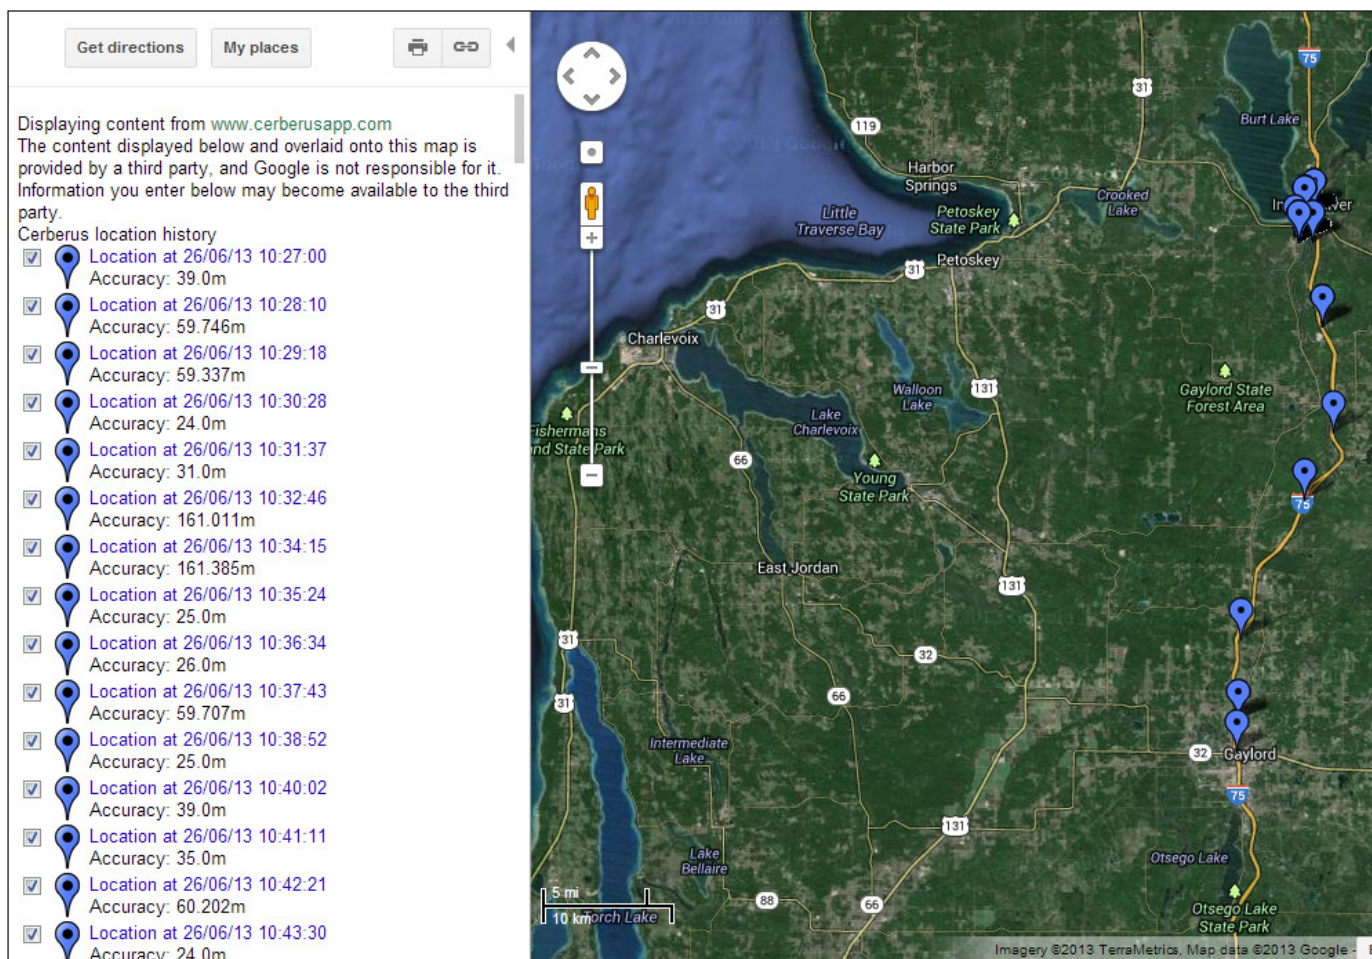 Get directions
My places
Displaying content from www.cerberusapp.com
The content displayed below and overlaid onto this map is
provided by a third party, and Google is not responsible for it.
Information you enter below may become available to the third
party.
Cerberus location history
Location at 26/06/13 10:27:00
Accuracy: 39.0m
Location at 26/06/13 10:28:10
Accuracy: 59.746m
Location at 26/06/13 10:29:18
Accuracy: 59.337m
Location at 26/06/13 10:30:28
Accuracy: 24.0m
Location at 26/06/13 10:31:37
Accuracy: 31.0m
Location at 26/06/13 10:32:46
Accuracy: 161.011m
Location at 26/06/13 10:34:15
Accuracy: 161.385m
Location at 26/06/13 10:35:24
Accuracy: 25.0m
Location at 26/06/13 10:36:34
Accuracy: 26.0m
Location at 26/06/13 10:37:43
Accuracy: 59.707m
Location at 26/06/13 10:38:52
Accuracy: 25.0m
Location at 26/06/13 10:40:02
Accuracy: 39.0m
Location at 26/06/13 10:41:11
Accuracy: 35.0m
Location at 26/06/13 10:42:21
Accuracy: 60.202m
Location at 26/06/13 10:43:30
Accuracy: 24.0m
75
31
Burt Lake
119
Harbor
Springs
Crooked
Lake
Little
Traverse Bay
Petoskey
State Park
Petoskey
31
31
Charlevoix
Gaylord State
Forest Area
131
Walloon
Lake
Lake
Charlevoix
Fishermans
State Park
66
Young
State Park
75
East Jordan
131
31
32
66
31
Intermediate
Lake
32
Gaylord
75
131
Lake
Bellaire
Otsego Lake
88
66
5 mi
10 km
Torch Lake
Otsego Lake
State Park
Imagery ©2013 TerraMetrics, Map data ©2013 Google -